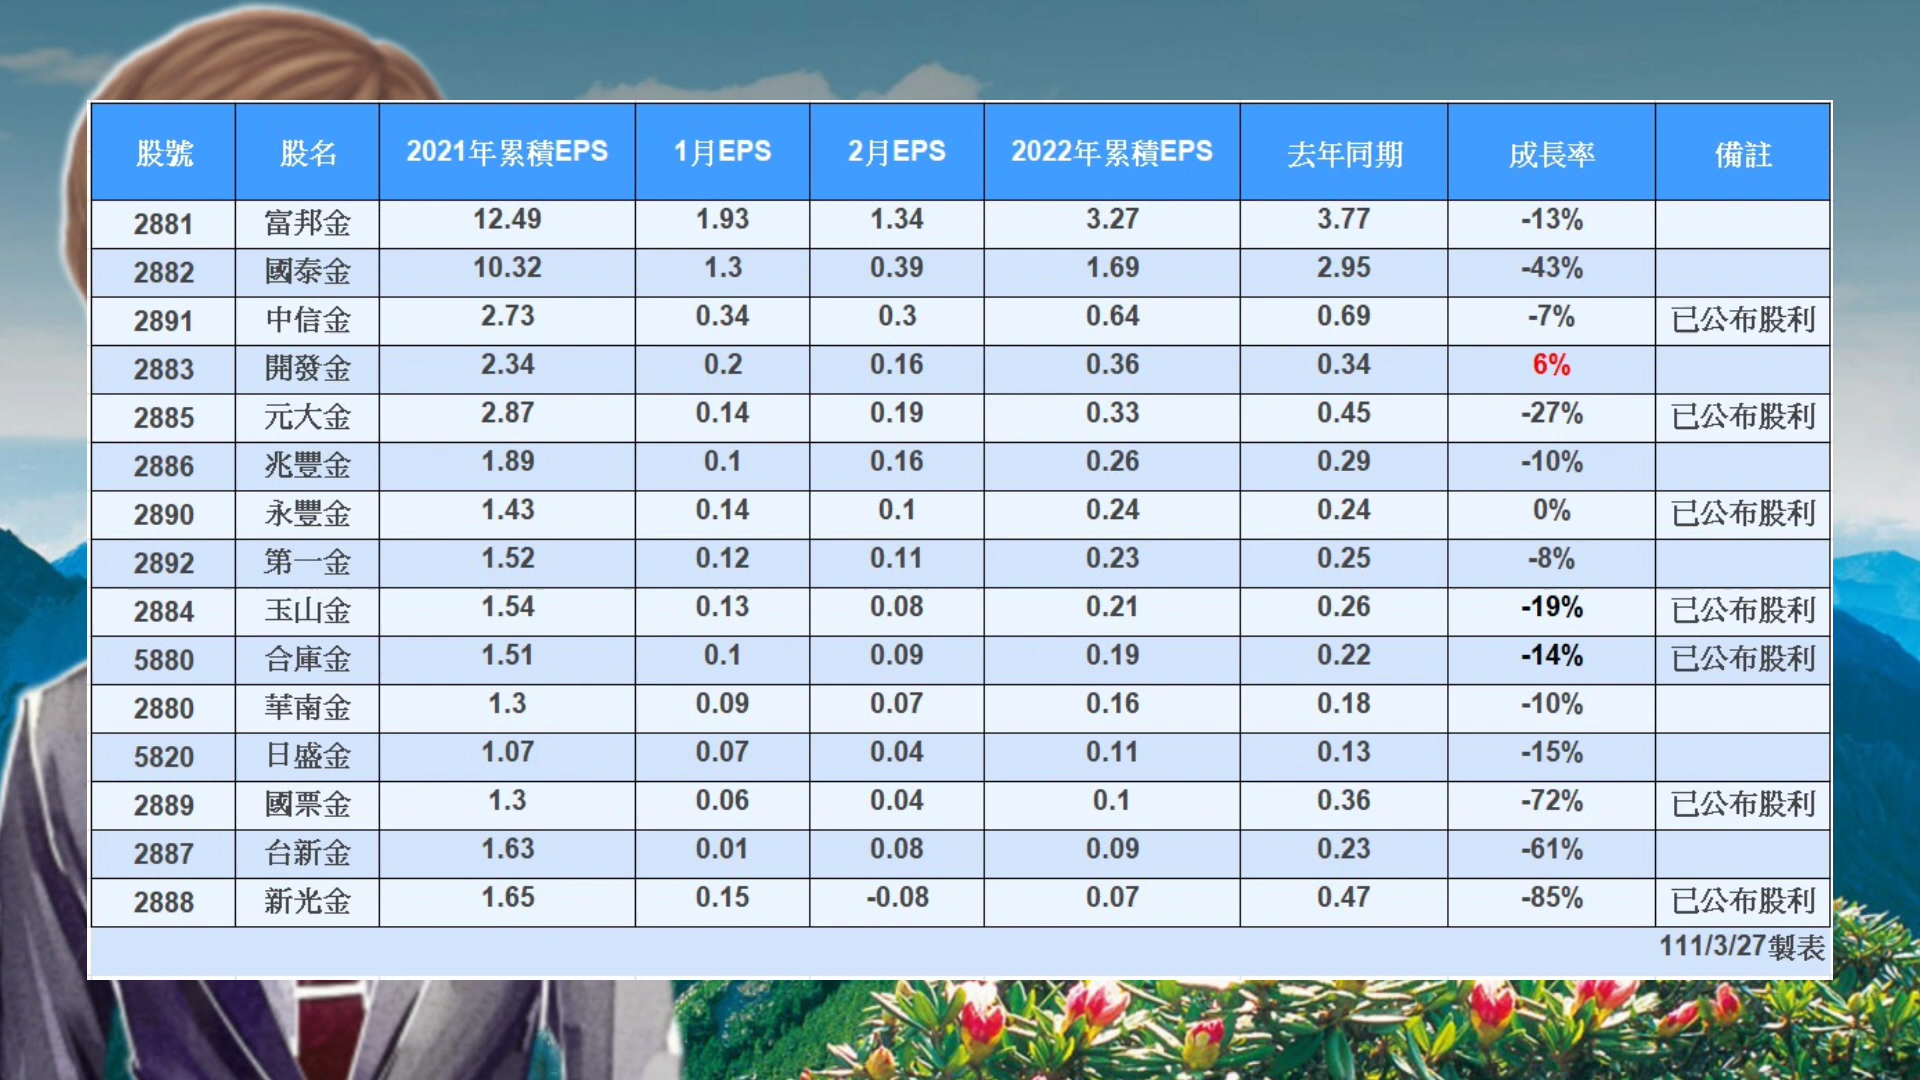 股號 股名 2021年累積EPS 1月EPS 2月EPS 2022年累積EPS 去年同期 成長率 備註
2881 富邦金 12.49 1.93 1.34 3.27 3.77 -13%
2882 國泰金 10.32 1.3 0.39 1.69 2.95 -43%
2891 中信金 2.73 0.34 0.3 0.64 0.69 -7% 已公布股利
2883 開發金 2.34 0.2 0.16 0.36 0.34 6%
2885 元大金 2.87 0.14 0.19 0.33 0.45 -27% 已公布股利
2886 兆豐金 1.89 0.1 0.16 0.26 0.29 -10%
2890 永豐金 1.43 0.14 0.1 0.24 0.24 0% 已公布股利
2892 第一金 1.52 0.12 0.11 0.23 0.25 -8%
2884 玉山金 1.54 0.13 0.08 0.21 0.26 -19% 已公布股利
5880 合庫金 1.51 0.1 0.09 0.19 0.22 -14% 已公布股利
2880 華南金 1.3 0.09 0.07 0.16 0.18 -10%
5820 日盛金 1.07 0.07 0.04 0.11 0.13 -15%
2889 國票金 1.3 0.06 0.04 0.1 0.36 -72% 已公布股利
2887 台新金 1.63 0.01 0.08 0.09 0.23 -61%
2888 新光金 1.65 0.15 -0.08 0.07 0.47 -85% 已公布股利
111/3/27製表